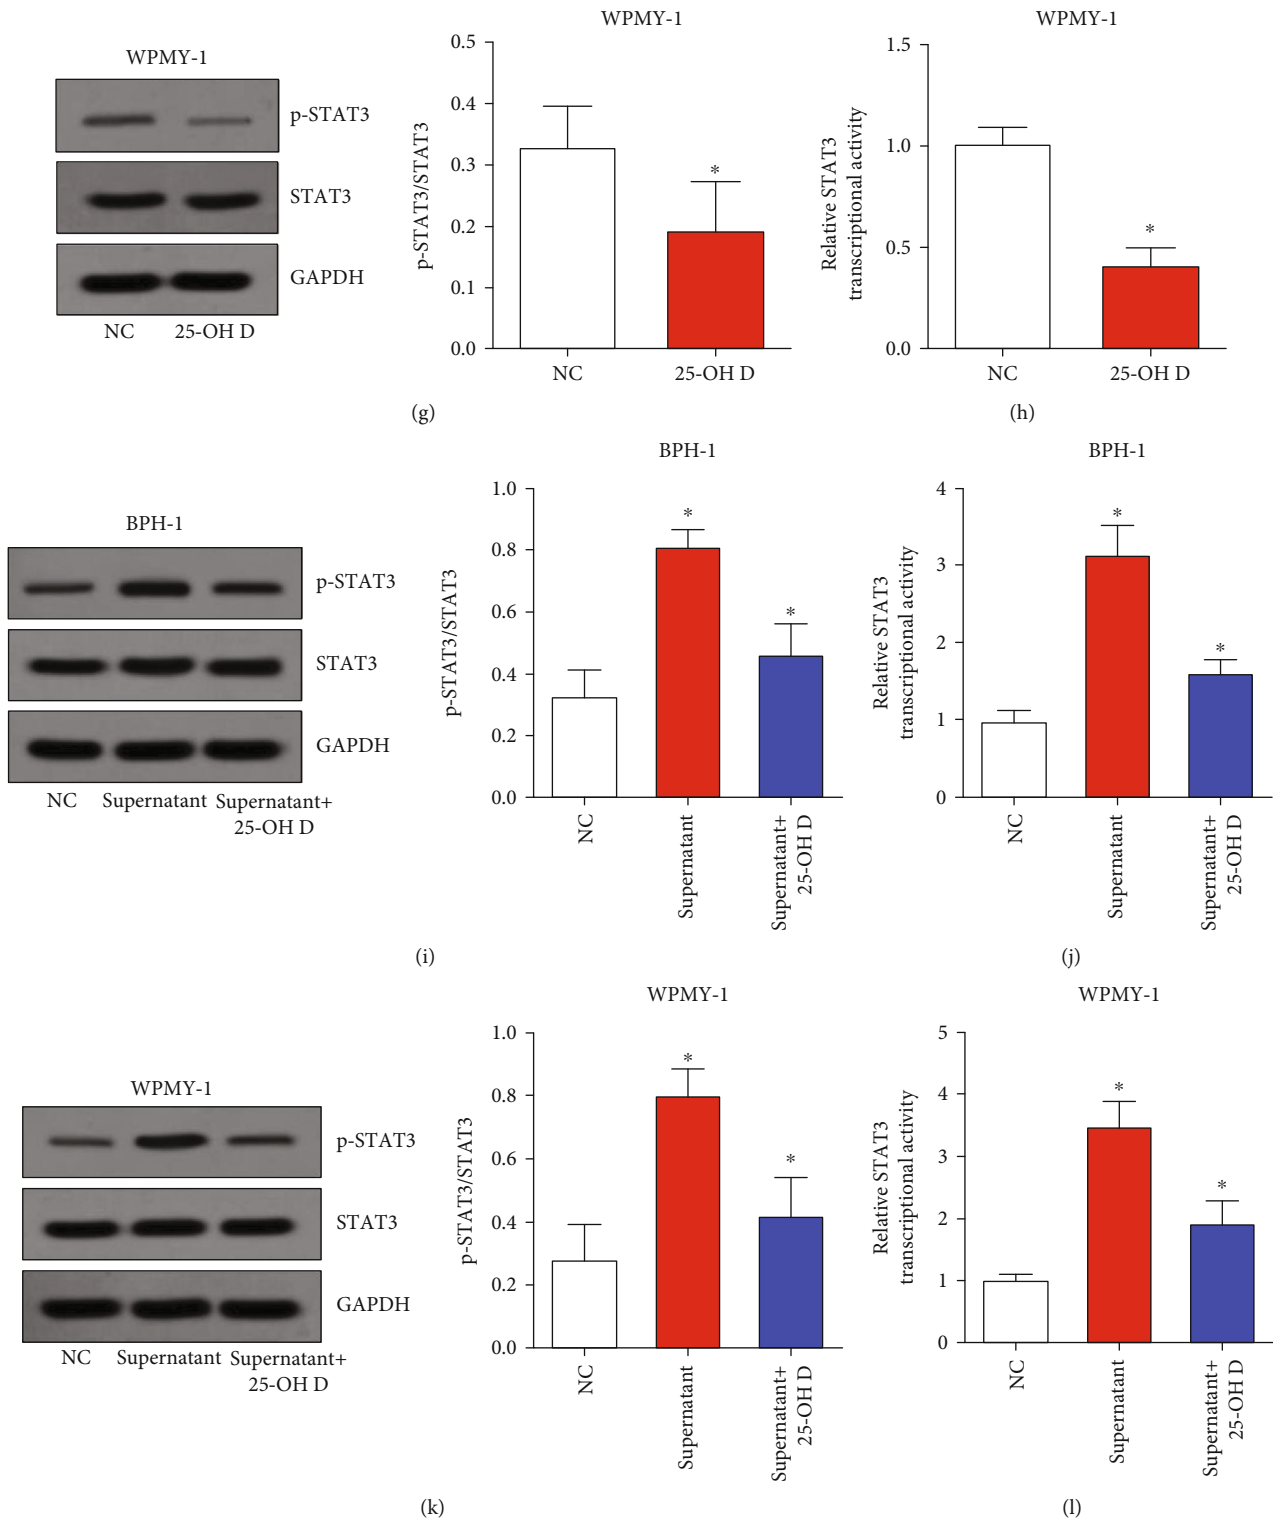 WPMY-1
p-STAT3
STAT3
GAPDH
NC 25-OH D
WPMY-1
p-STAT3/STAT3
0.5
0.4
0.3
0.2
0.1
0.0
*
NC 25-OH D
(g)
WPMY-1
Relative STAT3
transcriptional activity
1.5
1.0
0.5
0.0
*
NC 25-OH D
(h)
BPH-1
p-STAT3
STAT3
GAPDH
NC Supernatant Supernatant+
25-OH D
BPH-1
p-STAT3/STAT3
1.0
0.8
0.6
0.4
0.2
0.0
*
*
NC
Supernatant
Supernatant+
25-OH D
(i)
BPH-1
Relative STAT3
transcriptional activity
4
3
2
1
0
*
*
NC
Supernatant
Supernatant+
25-OH D
(j)
WPMY-1
p-STAT3
STAT3
GAPDH
NC Supernatant Supernatant+
25-OH D
WPMY-1
p-STAT3/STAT3
1.0
0.8
0.6
0.4
0.2
0.0
*
*
NC
Supernatant
Supernatant+
25-OH D
(k)
WPMY-1
Relative STAT3
transcriptional activity
5
4
3
2
1
0
*
*
NC
Supernatant
Supernatant+
25-OH D
(l)